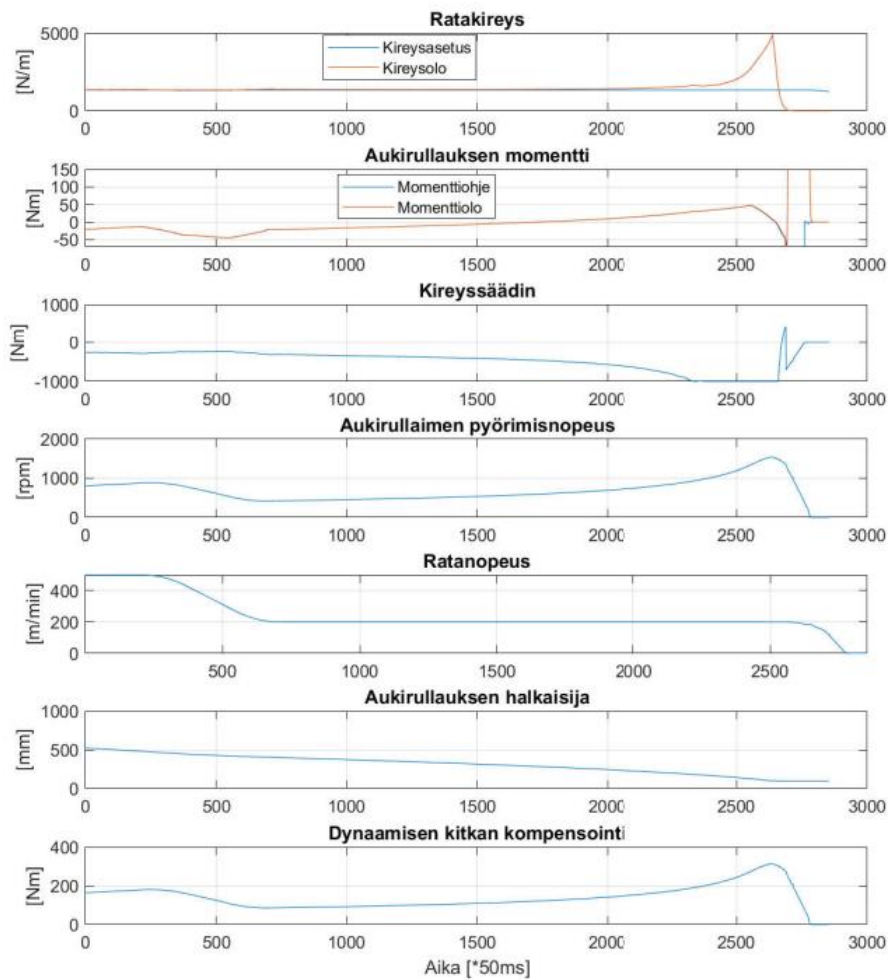 Ratakireys
[N/m]
5000
0
Kireysasetus
Kireysolo
0 500 1000 1500 2000 2500 3000
Aukirullauksen momentti
[Nm]
150
100
50
0
-50
Momenttiohje
Momenttiolo
0 500 1000 1500 2000 2500 3000
Kireyssäädin
[Nm]
1000
0
-1000
0 500 1000 1500 2000 2500 3000
Aukirullaimen pyörimisnopeus
[rpm]
2000
1000
0
0 500 1000 1500 2000 2500 3000
Ratanopeus
[m/min]
400
200
0
500 1000 1500 2000 2500
Aukirullauksen halkaisija
[mm]
1000
500
0
0 500 1000 1500 2000 2500 3000
Dynaamisen kitkan kompensointi
[Nm]
400
200
0
0 500 1000 1500 2000 2500 3000
Aika [*50ms]